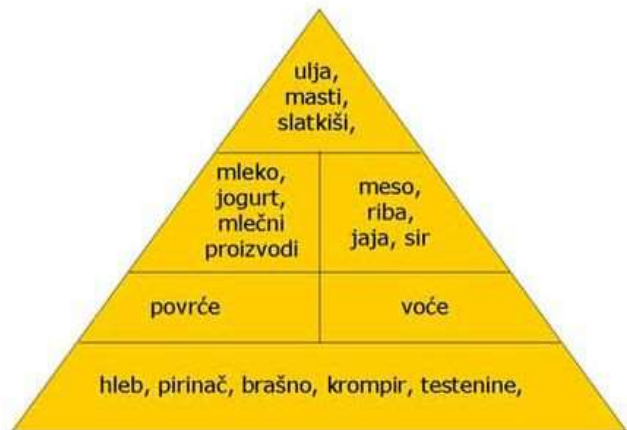 ulja,
masti,
slatkiši,
mleko,
jogurt,
mlečni
proizvodi
meso,
riba,
jaja, sir
povrće
voće
hleb, pirinač, brašno, krompir, testenine,